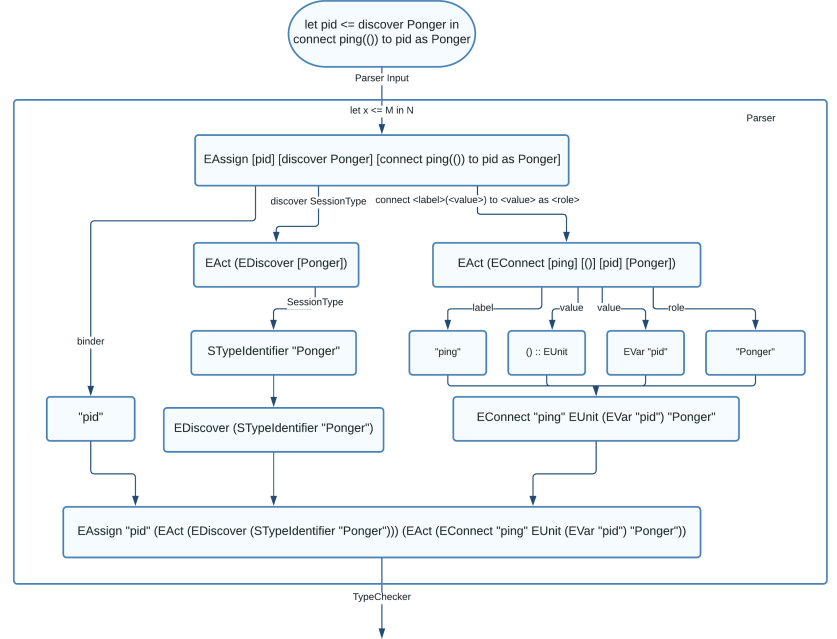 let pid <= discover Ponger in
connect ping(()) to pid as Ponger
Parser Input
let x <= M in N
Parser
EAssign [pid] [discover Ponger] [connect ping(()) to pid as Ponger]
discover SessionType
connect <label>(<value>) to <value> as <role>
EAct (EDiscover [Ponger])
EAct (EConnect [ping] [()] [pid] [Ponger])
SessionType
label
value
value
role
binder
STypeIdentifier "Ponger"
"ping"
() :: EUnit
EVar "pid"
"Ponger"
"pid"
EDiscover (STypeIdentifier "Ponger")
EConnect "ping" EUnit (EVar "pid") "Ponger"
EAssign "pid" (EAct (EDiscover (STypeIdentifier "Ponger"))) (EAct (EConnect "ping" EUnit (EVar "pid") "Ponger"))
TypeChecker